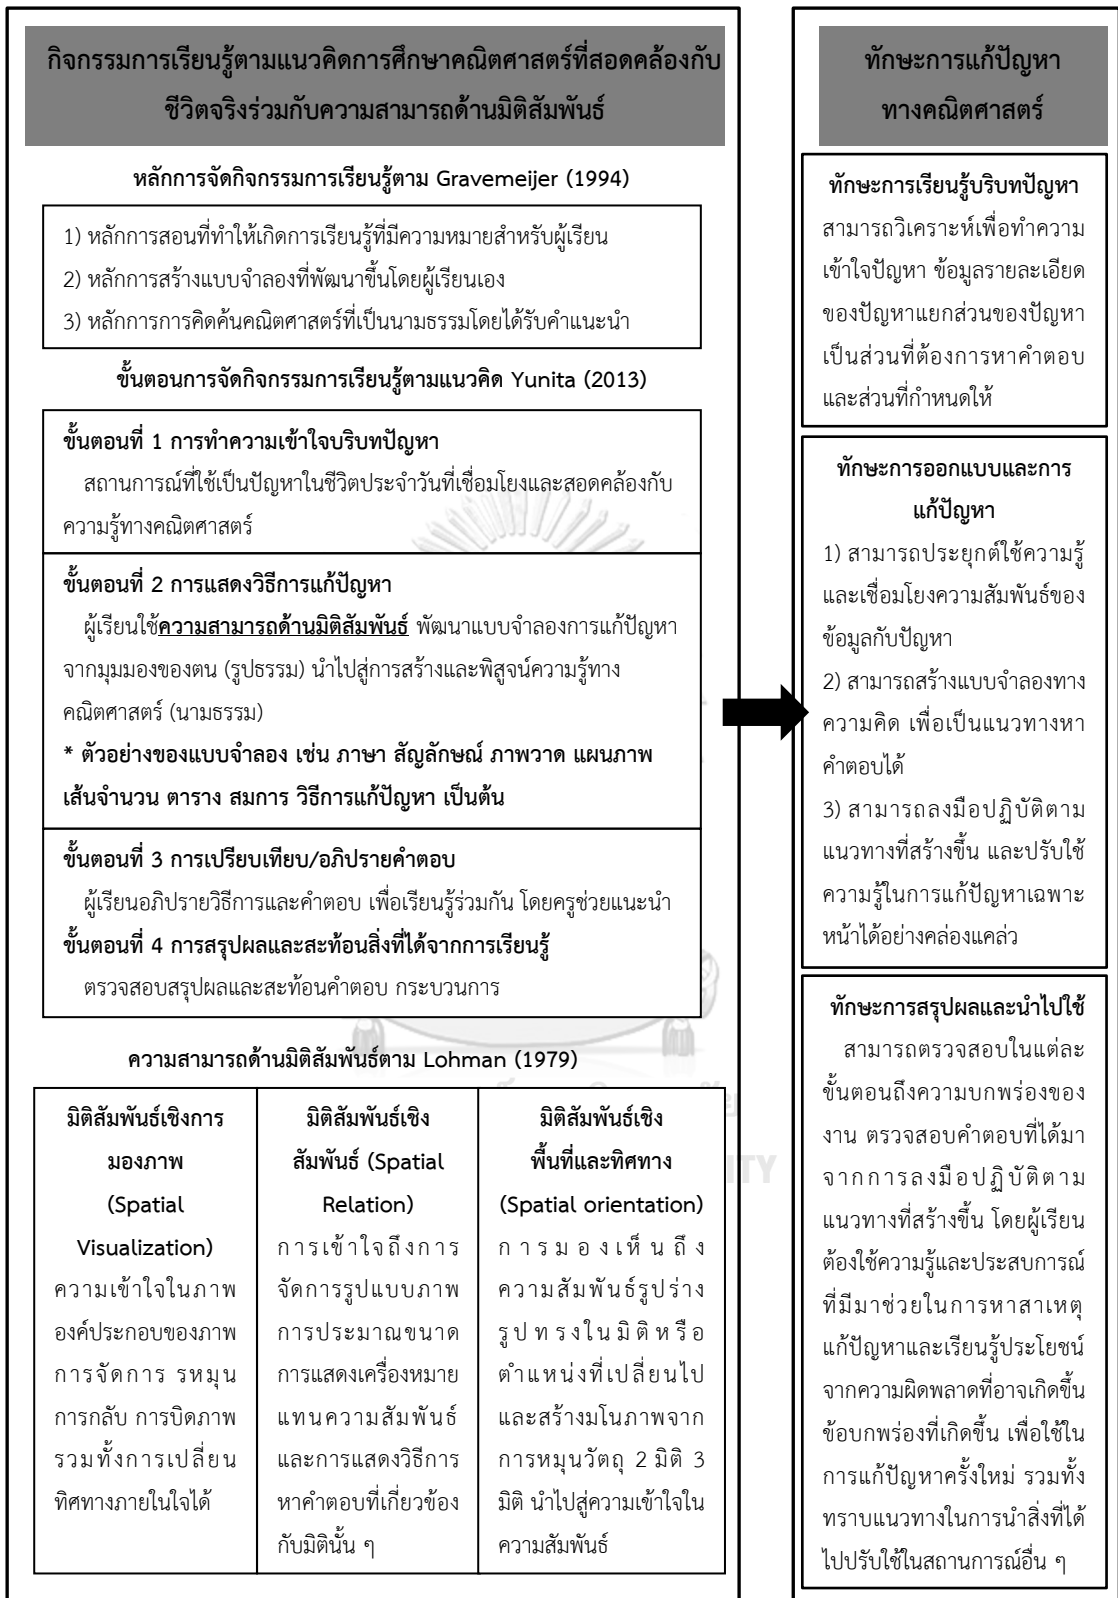 กิจกรรมการเรียนรู้ตามแนวคิดการศึกษาคณิตศาสตร์ที่สอดคล้องกับ
ชีวิตจริงร่วมกับความสามารถด้านมิติสัมพันธ์
หลักการจัดกิจกรรมการเรียนรู้ตาม Gravemeijer (1994)
1) หลักการสอนที่ทำให้เกิดการเรียนรู้ที่มีความหมายสำหรับผู้เรียน
2) หลักการสร้างแบบจำลองที่พัฒนาขึ้นโดยผู้เรียนเอง
3) หลักการการคิดค้นคณิตศาสตร์ที่เป็นนามธรรมโดยได้รับคำแนะนำ
ขั้นตอนการจัดกิจกรรมการเรียนรู้ตามแนวคิด Yunita (2013)
ขั้นตอนที่ 1 การทำความเข้าใจบริบทปัญหา
สถานการณ์ที่ใช้เป็นปัญหาในชีวิตประจำวันที่เชื่อมโยงและสอดคล้องกับ
ความรู้ทางคณิตศาสตร์
ขั้นตอนที่ 2 การแสดงวิธีการแก้ปัญหา
ผู้เรียนใช้ความสามารถด้านมิติสัมพันธ์ พัฒนาแบบจำลองการแก้ปัญหา
จากมุมมองของตน (รูปธรรม) นำไปสู่การสร้างและพิสูจน์ความรู้ทาง
คณิตศาสตร์ (นามธรรม)
* ตัวอย่างของแบบจำลอง เช่น ภาษา สัญลักษณ์ ภาพวาด แผนภาพ
เส้นจำนวน ตาราง สมการ วิธีการแก้ปัญหา เป็นต้น
ขั้นตอนที่ 3 การเปรียบเทียบ/อภิปรายคำตอบ
ผู้เรียนอภิปรายวิธีการและคำตอบ เพื่อเรียนรู้ร่วมกัน โดยครูช่วยแนะนำ
ขั้นตอนที่ 4 การสรุปผลและสะท้อนสิ่งที่ได้จากการเรียนรู้
ตรวจสอบสรุปผลและสะท้อนคำตอบ กระบวนการ
ความสามารถด้านมิติสัมพันธ์ตาม Lohman (1979)
มิติสัมพันธ์เชิงการ
มองภาพ
(Spatial
Visualization)
ความเข้าใจในภาพ
องค์ประกอบของภาพ
การจัดการ รหมุน
การกลับ การบิดภาพ
รวมทั้งการเปลี่ยน
ทิศทางภายในใจได้
มิติสัมพันธ์เชิง
สัมพันธ์ (Spatial
Relation)
การเข้าใจถึงการ
จัดการรูปแบบภาพ
การประมาณขนาด
การแสดงเครื่องหมาย
แทนความสัมพันธ์
และการแสดงวิธีการ
หาคำตอบที่เกี่ยวข้อง
กับมิตินั้น ๆ
มิติสัมพันธ์เชิง
พื้นที่และทิศทาง
(Spatial orientation)
การมองเห็นถึง
ความสัมพันธ์รูปร่าง
รูปทรงในมิติหรือ
ตำแหน่งที่เปลี่ยนไป
และสร้างมโนภาพจาก
การหมุนวัตถุ 2 มิติ 3
มิติ นำไปสู่ความเข้าใจใน
ความสัมพันธ์
ทักษะการแก้ปัญหา
ทางคณิตศาสตร์
ทักษะการเรียนรู้บริบทปัญหา
สามารถวิเคราะห์เพื่อทำความ
เข้าใจปัญหา ข้อมูลรายละเอียด
ของปัญหาแยกส่วนของปัญหา
เป็นส่วนที่ต้องการหาคำตอบ
และส่วนที่กำหนดให้
ทักษะการออกแบบและการ
แก้ปัญหา
1) สามารถประยุกต์ใช้ความรู้
และเชื่อมโยงความสัมพันธ์ของ
ข้อมูลกับปัญหา
2) สามารถสร้างแบบจำลองทาง
ความคิด เพื่อเป็นแนวทางหา
คำตอบได้
3) สามารถลงมือปฏิบัติตาม
แนวทางที่สร้างขึ้น และปรับใช้
ความรู้ในการแก้ปัญหาเฉพาะ
หน้าได้อย่างคล่องแคล่ว
ทักษะการสรุปผลและนำไปใช้
สามารถตรวจสอบในแต่ละ
ขั้นตอนถึงความบกพร่องของ
งาน ตรวจสอบคำตอบที่ได้มา
จากการลงมือปฏิบัติตาม
แนวทางที่สร้างขึ้น โดยผู้เรียน
ต้องใช้ความรู้และประสบการณ์
ที่มีมาช่วยในการหาสาเหตุ
แก้ปัญหาและเรียนรู้ประโยชน์
จากความผิดพลาดที่อาจเกิดขึ้น
ข้อบกพร่องที่เกิดขึ้น เพื่อใช้ใน
การแก้ปัญหาครั้งใหม่ รวมทั้ง
ทราบแนวทางในการนำสิ่งที่ได้
ไปปรับใช้ในสถานการณ์อื่น ๆ